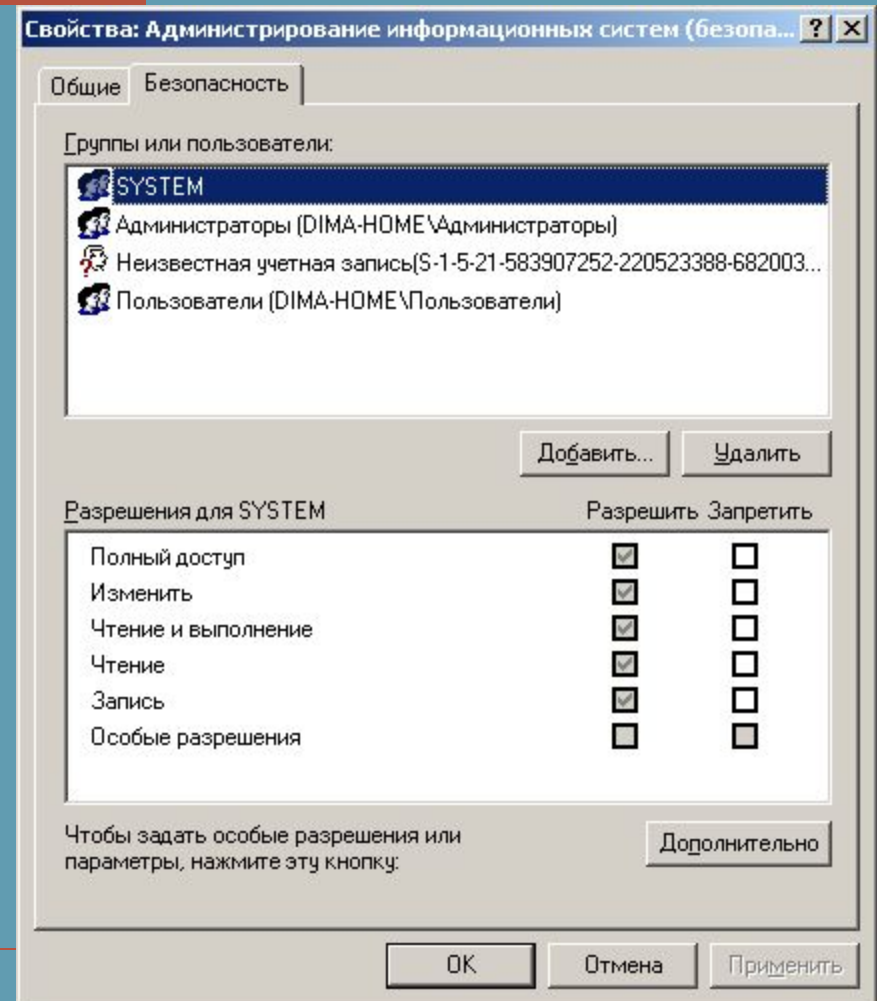 Свойства: Администрирование информационных систем (безопа...
Общие Безопасность
Группы или пользователи:
SYSTEM
Администраторы (DIMA-HOME\Администраторы)
Неизвестная учетная запись(S-1-5-21-583907252-220523388-682003...
Пользователи (DIMA-HOME\Пользователи)
Добавить... Удалить
Разрешения для SYSTEM Разрешить Запретить
Полный доступ
Изменить
Чтение и выполнение
Чтение
Запись
Особые разрешения
Чтобы задать особые разрешения или
параметры, нажмите эту кнопку:
Дополнительно
OK Отмена Применить